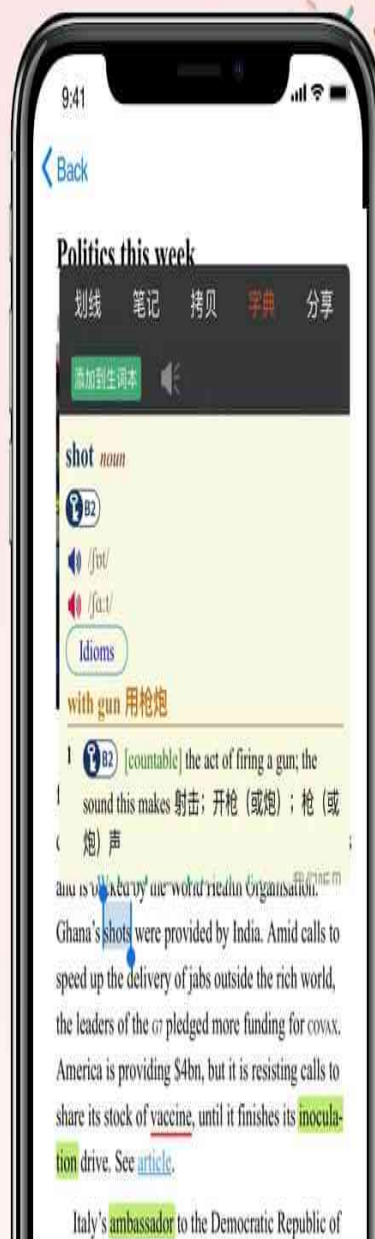 9:41
Back
Politics this week
划线 笔记 拷贝 字典 分享
添加到生词本
shot noun
B2
/ʃɒt/
/ʃɑːt/
Idioms
with gun 用枪炮
1 B2 [countable] the act of firing a gun; the
sound this makes 射击；开枪（或炮）；枪（或
炮）声
and is backed by the World Health Organisation.
Ghana's shots were provided by India. Amid calls to
speed up the delivery of jabs outside the rich world,
the leaders of the G7 pledged more funding for COVAX.
America is providing $4bn, but it is resisting calls to
share its stock of vaccine, until it finishes its inocula-
tion drive. See article.
Italy's ambassador to the Democratic Republic of